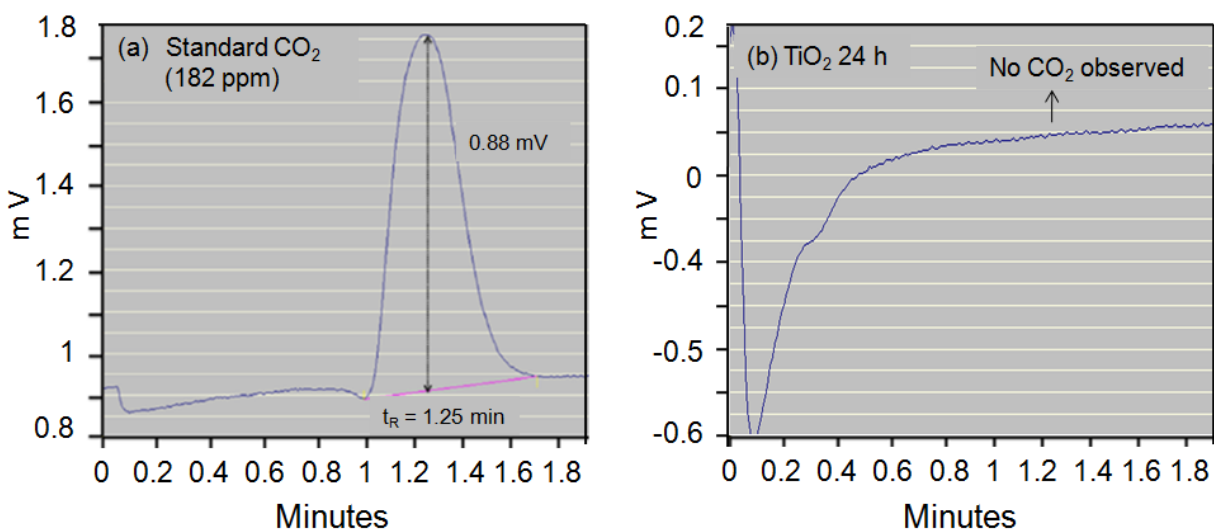 (a) Standard CO₂
(182 ppm)
1.8
1.6
1.4
1.2
1
0.8
m V
0.88 mV
tR = 1.25 min
0 0.2 0.4 0.6 0.8 1 1.2 1.4 1.6 1.8
Minutes
(b) TiO₂ 24 h
No CO₂ observed
0.2
0.1
0
-0.4
-0.5
-0.6
m V
0 0.2 0.4 0.6 0.8 1 1.2 1.4 1.6 1.8
Minutes